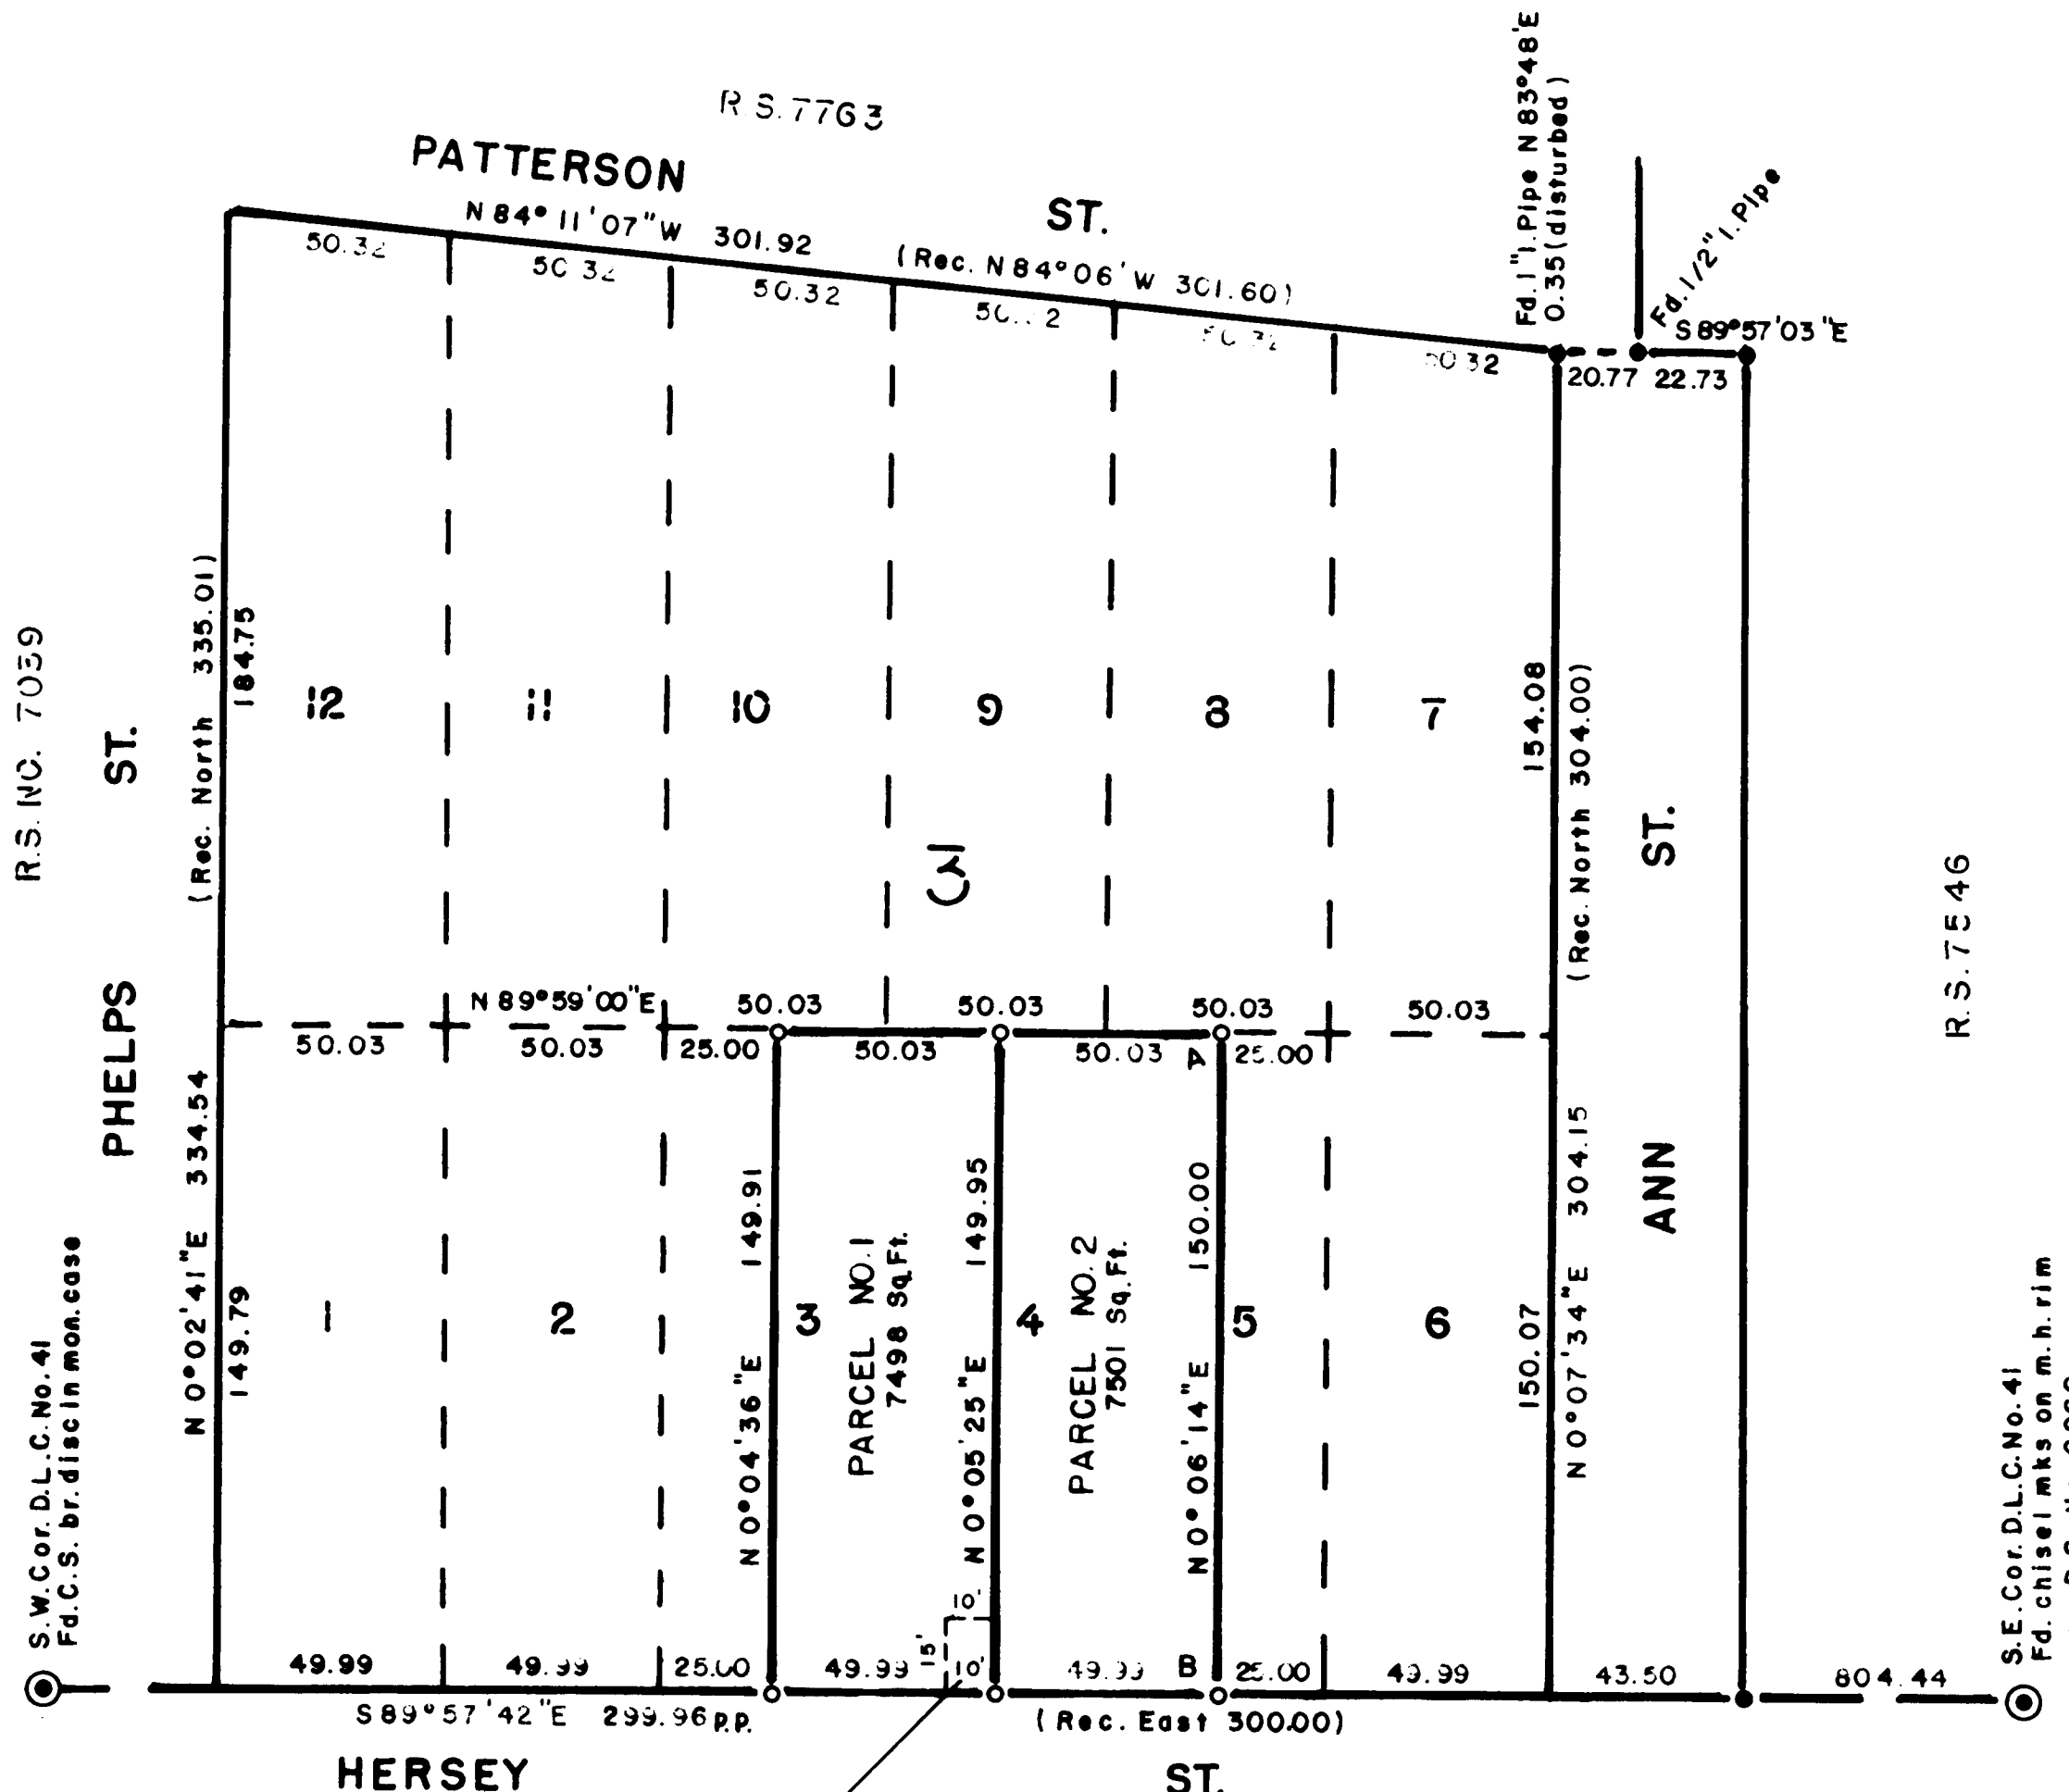 R.S. 7763
PATTERSON ST.
N 84° 11' 07" W 301.92
(Rec. N 84° 06' W 301.60)
50.32
50.32
50.32
50.32
50.32
50.32
Fd. 1" I. Pipe N 83° 48' E
0.35 (disturbed)
Fd. 1/2" I. Pipe
S 89° 57' 03" E
20.77 22.73
R.S. NO. 7039
PHELPS ST.
(Rec. North 335.01)
184.75
N 0° 02' 41" E 334.54
149.79
12
11
10
9
8
7
3
154.08
(Rec. North 304.00)
ANN ST.
R.S. 7546
N 89° 59' 00" E
50.03
50.03
50.03
50.03
50.03
50.03
25.00
50.03
50.03
A
25.00
1
2
3
4
5
6
149.91
N 0° 04' 36" E
PARCEL NO. 1
7498 Sq. Ft.
149.95
N 0° 05' 25" E
PARCEL NO. 2
7501 Sq. Ft.
150.00
N 0° 06' 14" E
150.07
N 0° 07' 34" E 304.15
S.W. Cor. D.L.C. No. 41
Fd. C.S. br. disc in mon. case
S.E. Cor. D.L.C. No. 41
Fd. chisel mks on m.h. rim
10'
15'
10'
49.99
49.99
25.00
49.99
49.99
B
25.00
49.99
43.50
804.44
S 89° 57' 42" E 299.96 P.P.
(Rec. East 300.00)
HERSEY ST.